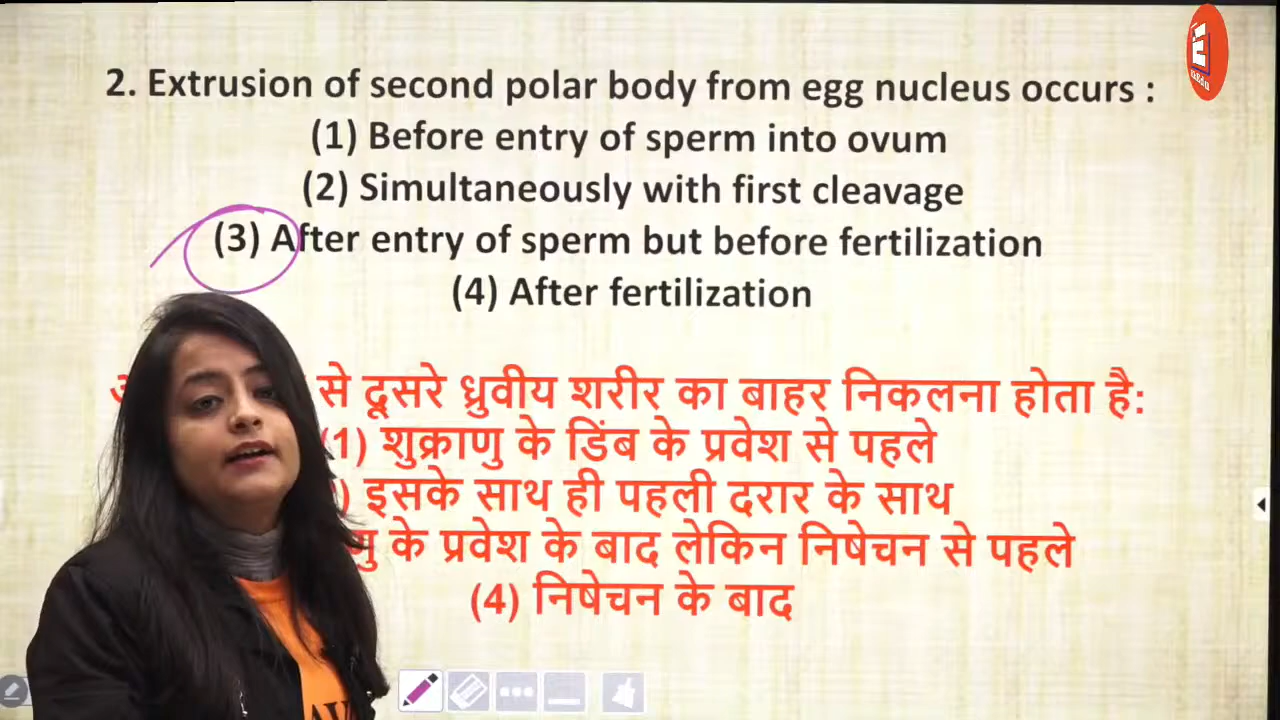 2. Extrusion of second polar body from egg nucleus occurs :
(1) Before entry of sperm into ovum
(2) Simultaneously with first cleavage
(3) After entry of sperm but before fertilization
(4) After fertilization
से दूसरे ध्रुवीय शरीर का बाहर निकलना होता है:
(1) शुक्राणु के डिंब के प्रवेश से पहले
) इसके साथ ही पहली दरार के साथ
के प्रवेश के बाद लेकिन निषेचन से पहले
(4) निषेचन के बाद